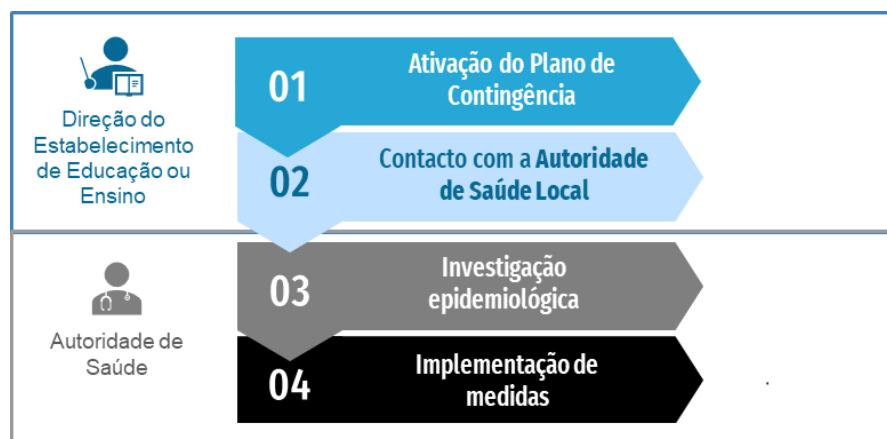 Direção do
Estabelecimento
de Educação ou
Ensino
01
Ativação do Plano de
Contingência
02
Contacto com a Autoridade
de Saúde Local
Autoridade de
Saúde
03
Investigação
epidemiológica
04
Implementação de
medidas
.